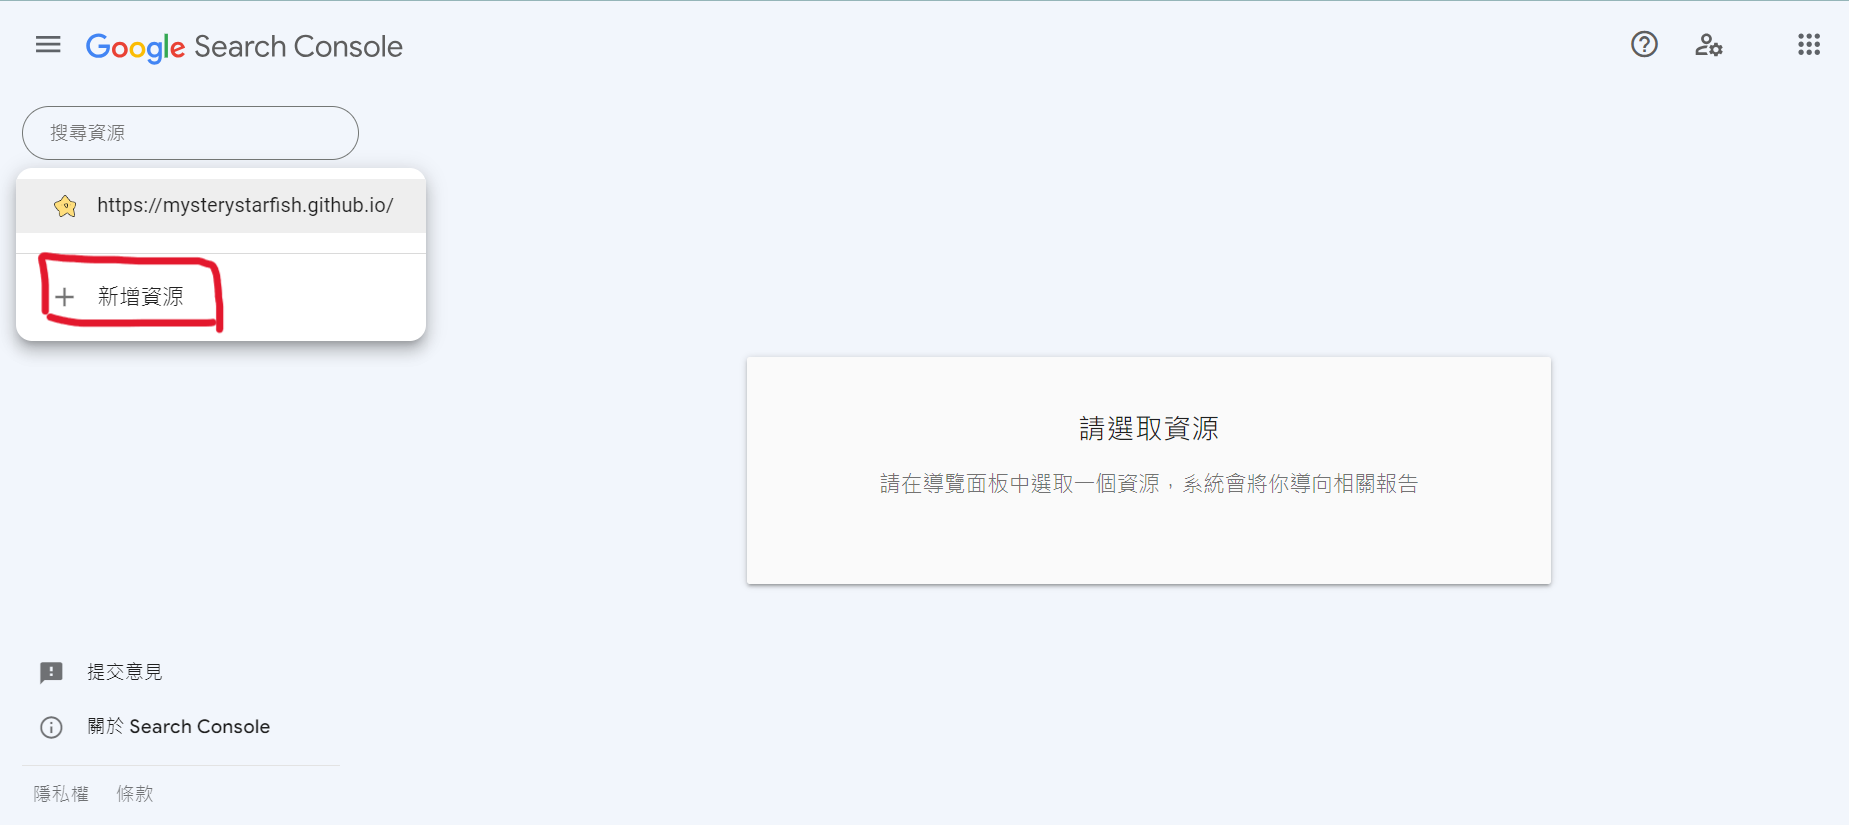 Google Search Console
搜尋資源
https://mysterystarfish.github.io/
新增資源
請選取資源
請在導覽面板中選取一個資源，系統會將你導向相關報告
提交意見
關於 Search Console
隱私權 條款